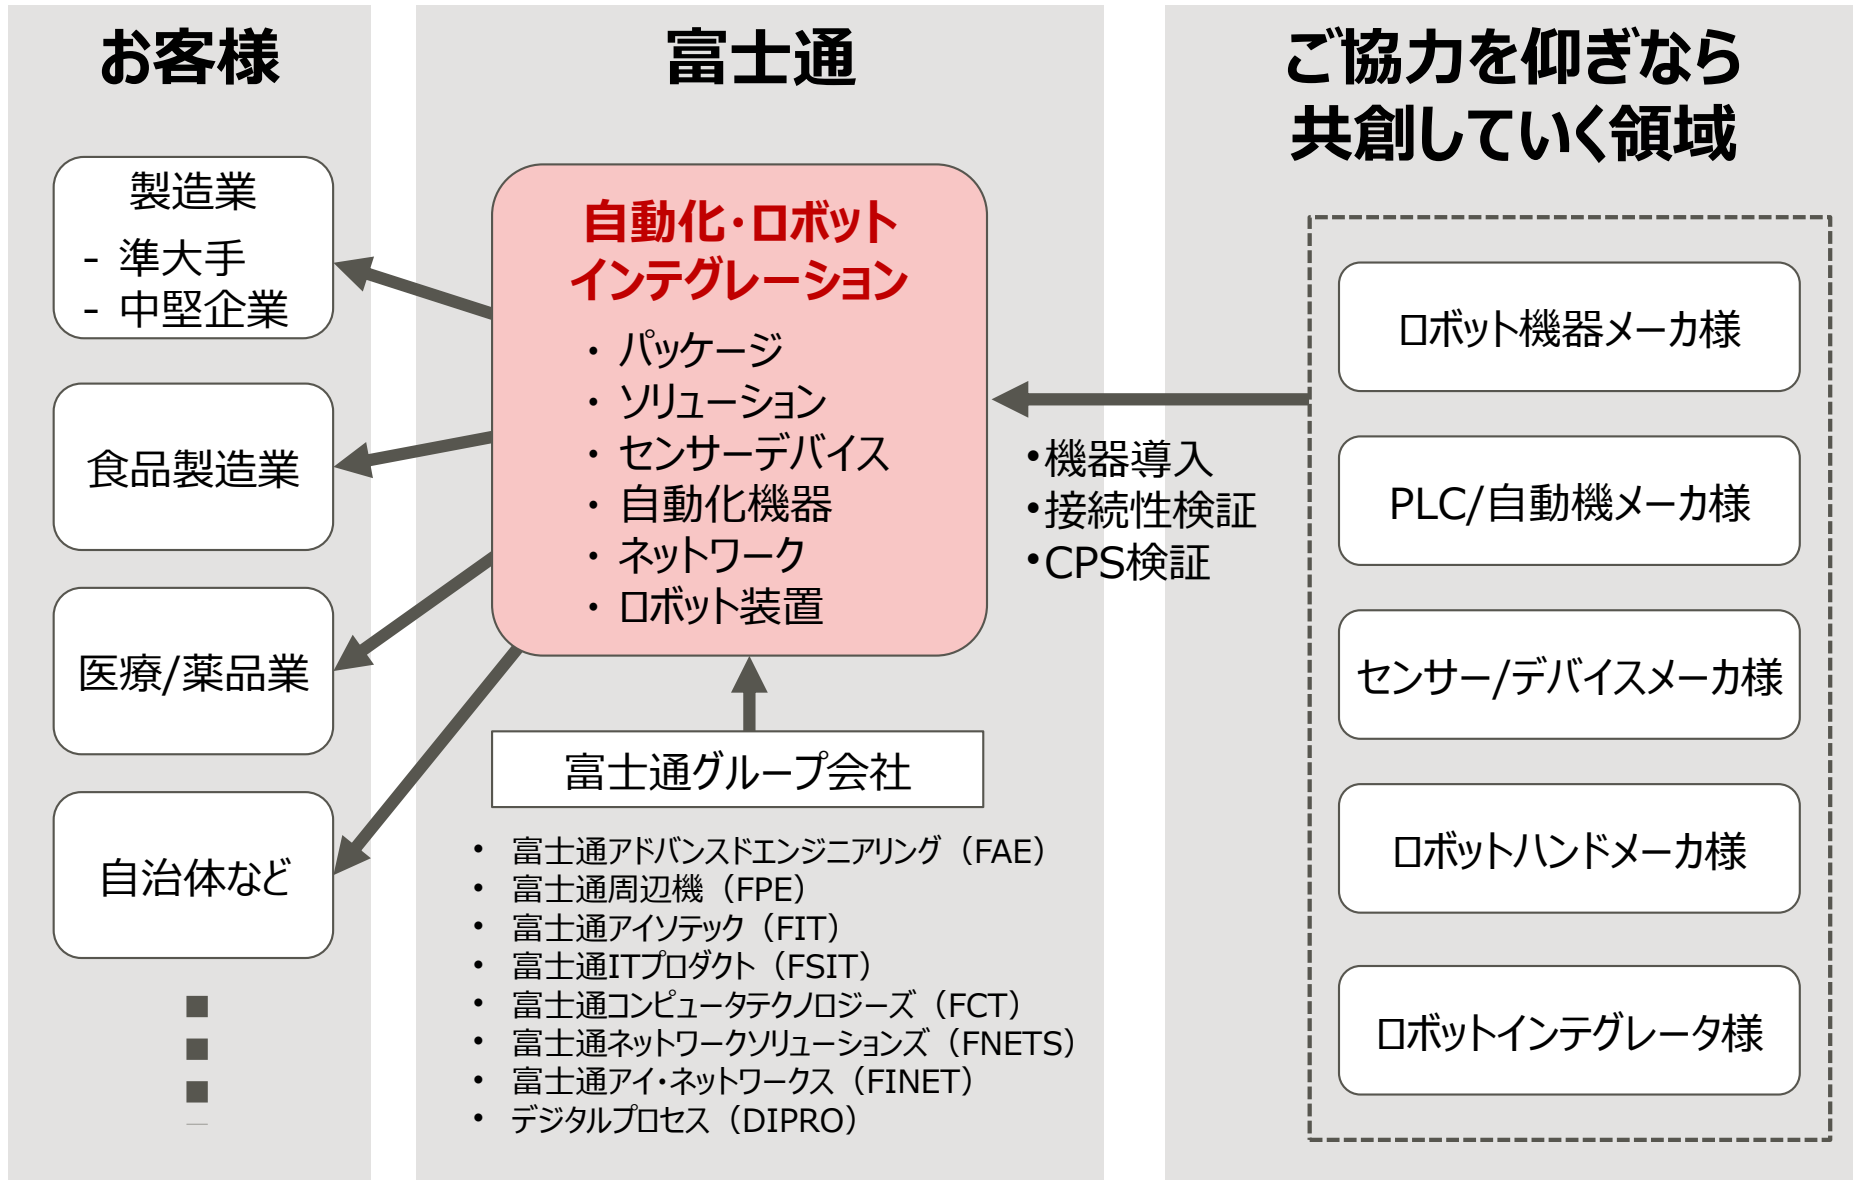 お客様
製造業
- 準大手
- 中堅企業
食品製造業
医療/薬品業
自治体など
富士通
自動化・ロボット
インテグレーション
・ パッケージ
・ ソリューション
・ センサーデバイス
・ 自動化機器
・ ネットワーク
・ ロボット装置
富士通グループ会社
• 富士通アドバンスドエンジニアリング（FAE）
• 富士通周辺機（FPE）
• 富士通アイソテック（FIT）
• 富士通ITプロダクト（FSIT）
• 富士通コンピュータテクノロジーズ（FCT）
• 富士通ネットワークソリューションズ（FNETS）
• 富士通アイ・ネットワークス（FINET）
• デジタルプロセス（DIPRO）
•機器導入
•接続性検証
•CPS検証
ご協力を仰ぎなら
共創していく領域
ロボット機器メーカ様
PLC/自動機メーカ様
センサー/デバイスメーカ様
ロボットハンドメーカ様
ロボットインテグレータ様